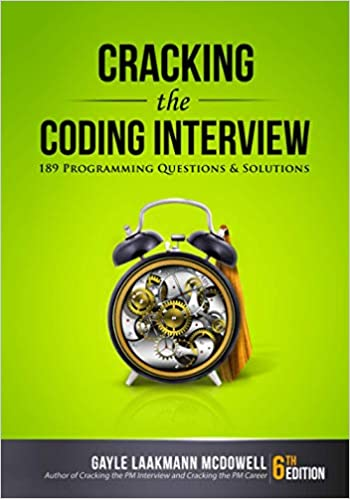 CRACKING
the
CODING INTERVIEW
189 PROGRAMMING QUESTIONS & SOLUTIONS
GAYLE LAAKMANN MCDOWELL
Author of Cracking the PM Interview and Cracking the PM Career
6TH
EDITION